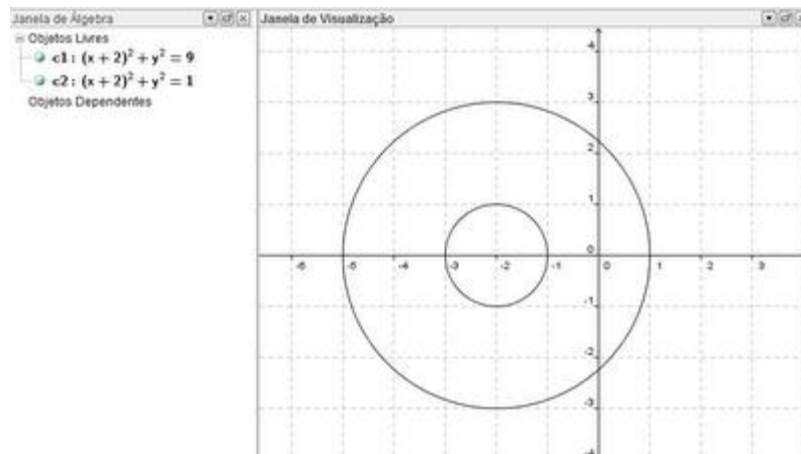 Janela de Álgebra
Objetos Livres
c1 : (x + 2)² + y² = 9
c2 : (x + 2)² + y² = 1
Objetos Dependentes
Janela de Visualização
4
3
2
1
0
-6 -5 -4 -3 -2 -1 0 1 2 3
-1
-2
-3
-4